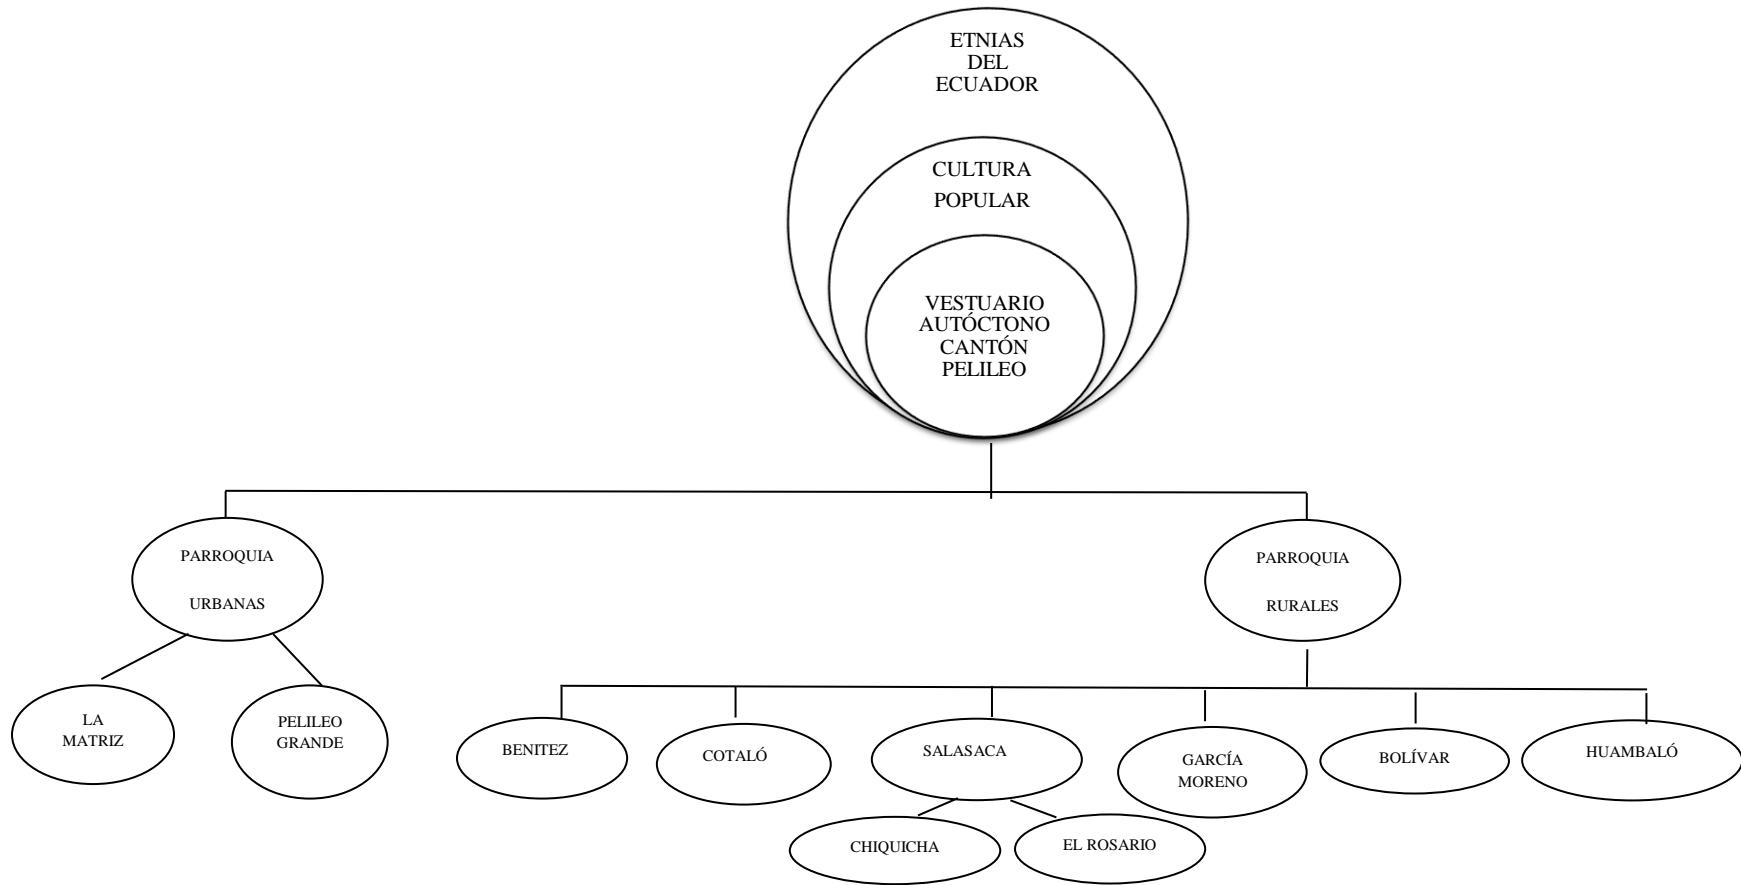 ETNIAS
DEL
ECUADOR
CULTURA
POPULAR
VESTUARIO
AUTÓCTONO
CANTÓN
PELILEO
PARROQUIA
URBANAS
PARROQUIA
RURALES
LA
MATRIZ
PELILEO
GRANDE
BENITEZ
COTALÓ
SALASACA
GARCÍA
MORENO
BOLÍVAR
HUAMBALÓ
CHIQUICHA
EL ROSARIO